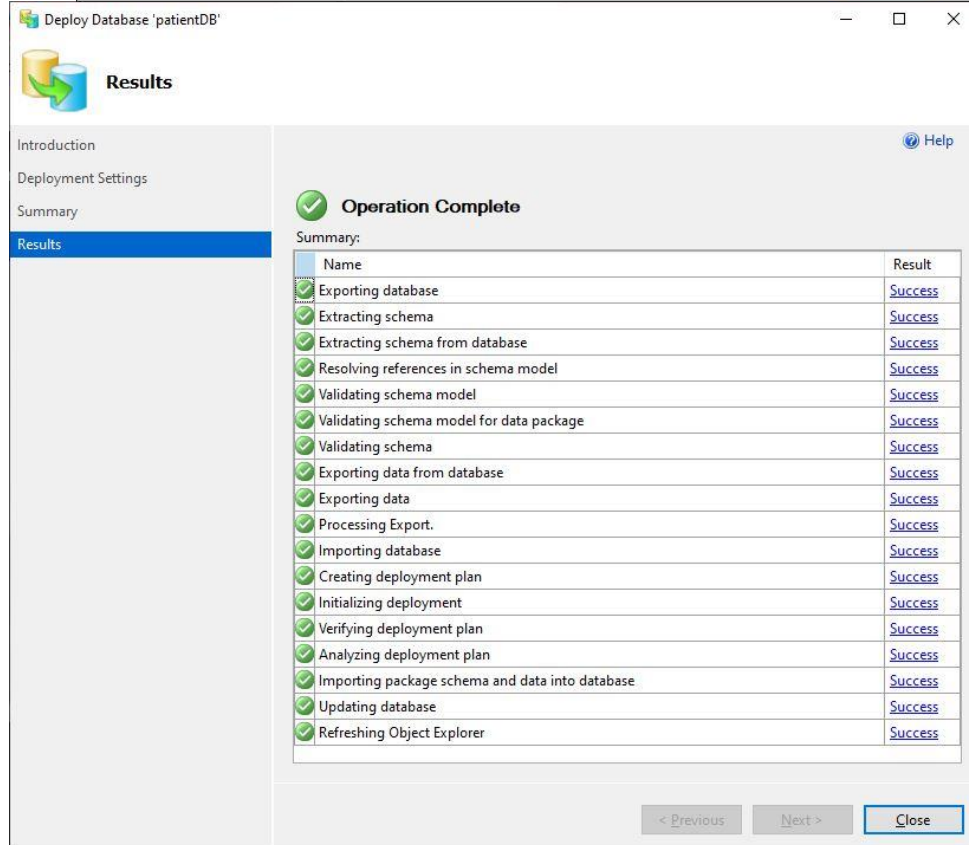 Deploy Database 'patientDB'
Results
Introduction
Deployment Settings
Summary
Results
Help
Operation Complete
Summary:
Name Result
Exporting database Success
Extracting schema Success
Extracting schema from database Success
Resolving references in schema model Success
Validating schema model Success
Validating schema model for data package Success
Validating schema Success
Exporting data from database Success
Exporting data Success
Processing Export. Success
Importing database Success
Creating deployment plan Success
Initializing deployment Success
Verifying deployment plan Success
Analyzing deployment plan Success
Importing package schema and data into database Success
Updating database Success
Refreshing Object Explorer Success
< Previous Next > Close